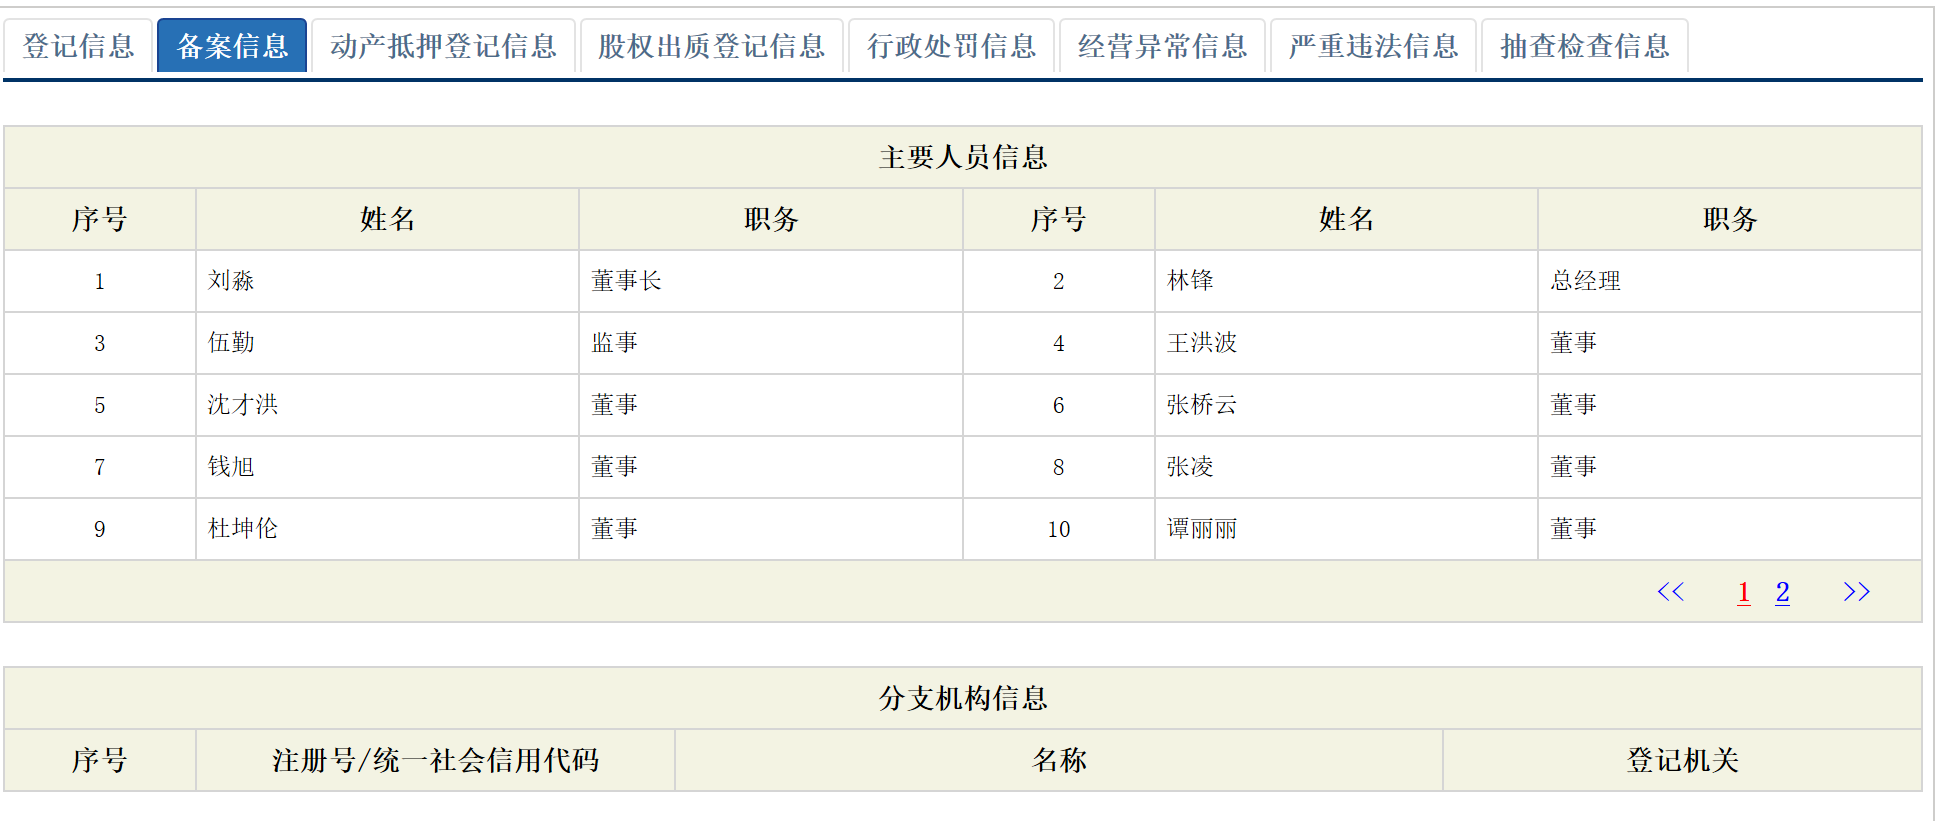 登记信息 备案信息 动产抵押登记信息 股权出质登记信息 行政处罚信息 经营异常信息 严重违法信息 抽查检查信息
主要人员信息
序号 姓名 职务 序号 姓名 职务
1 刘淼 董事长 2 林锋 总经理
3 伍勤 监事 4 王洪波 董事
5 沈才洪 董事 6 张桥云 董事
7 钱旭 董事 8 张凌 董事
9 杜坤伦 董事 10 谭丽丽 董事
<< 1 2 >>
分支机构信息
序号 注册号/统一社会信用代码 名称 登记机关